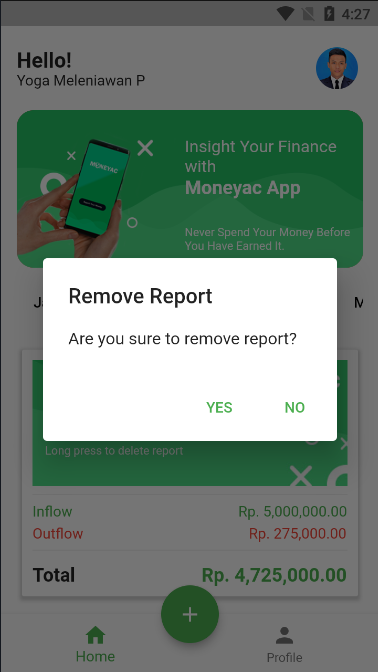 4:27
Hello!
Yoga Meleniawan P
MONEYAC
Insight Your Finance
with
Moneyac App
Never Spend Your Money Before
You Have Earned It.
Remove Report
Are you sure to remove report?
YES NO
Long press to delete report
Inflow Rp. 5,000,000.00
Outflow Rp. 275,000.00
Total Rp. 4,725,000.00
+
Home Profile